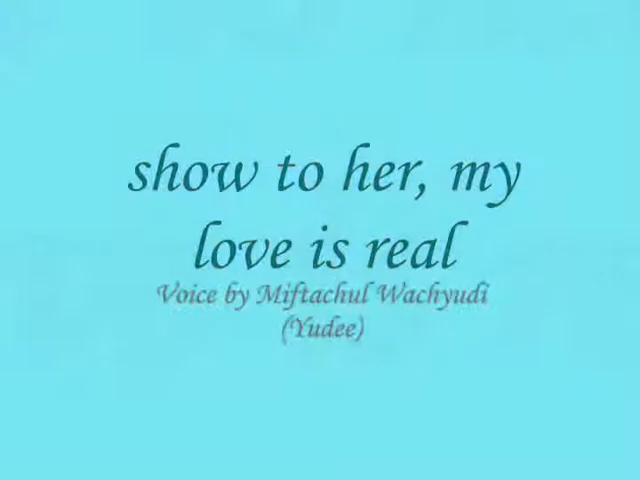 show to her, my
love is real
Voice by Miftachul Wachyudi
(Yudee)